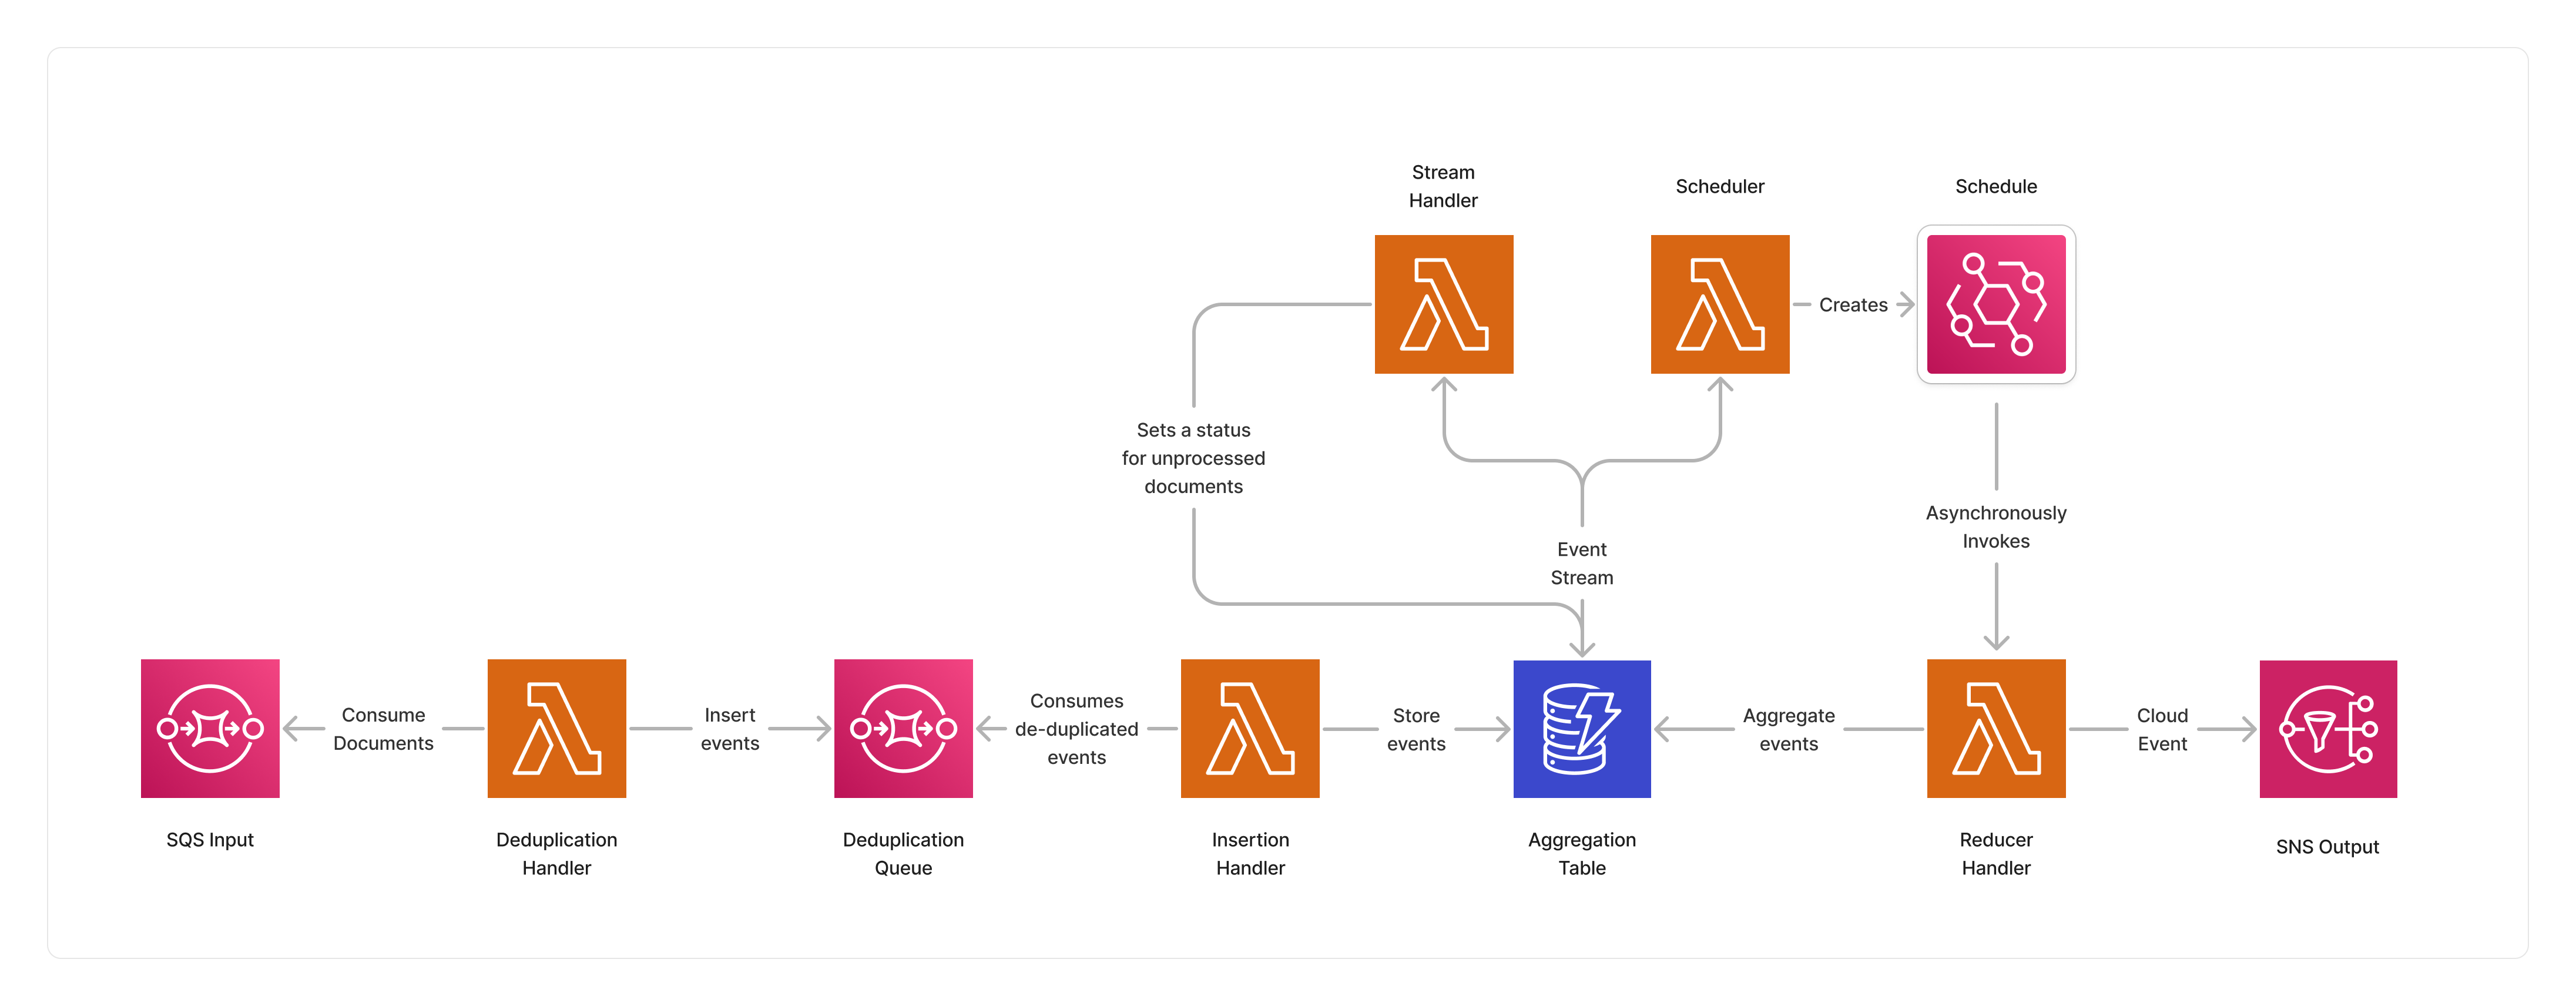 Stream
Handler
Scheduler
Schedule
Creates
Sets a status
for unprocessed
documents
Asynchronously
Invokes
Event
Stream
Consume
Documents
Insert
events
Consumes
de-duplicated
events
Store
events
Aggregate
events
Cloud
Event
SQS Input
Deduplication
Handler
Deduplication
Queue
Insertion
Handler
Aggregation
Table
Reducer
Handler
SNS Output